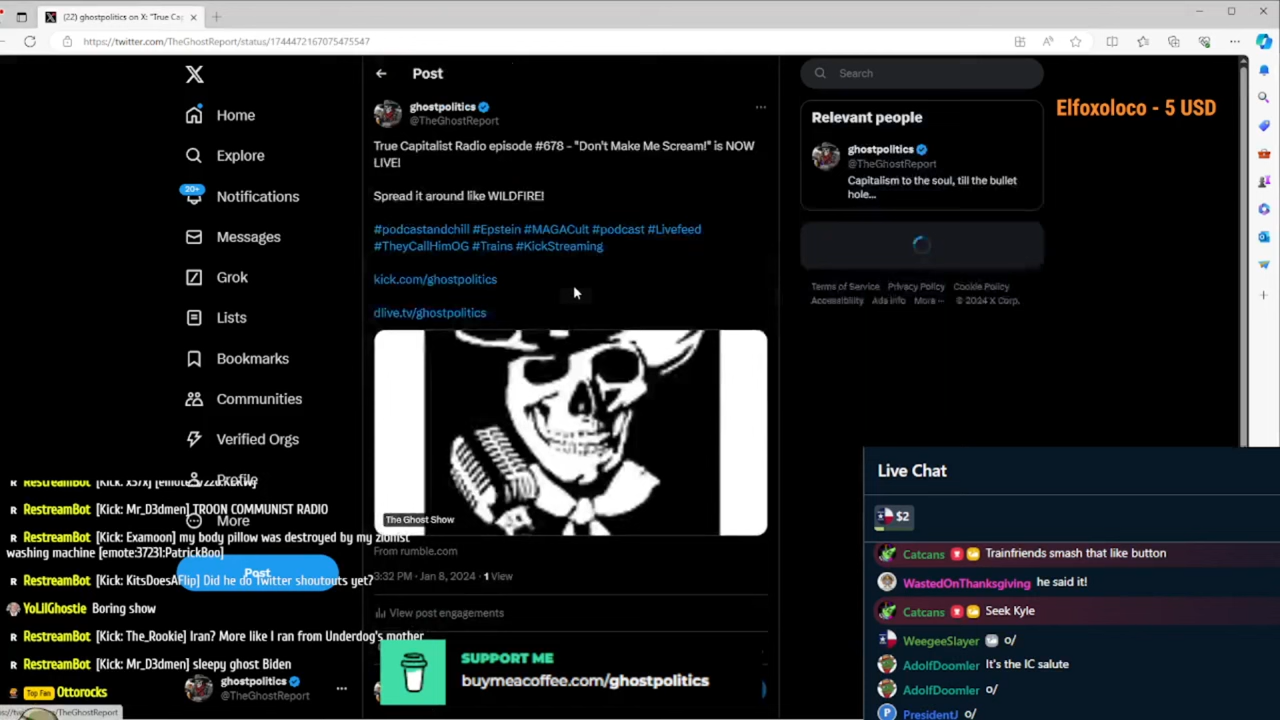 (22) ghostpolitics on X: "True Ca
https://twitter.com/TheGhostReport/status/1744472167075475547
Home
Explore
20+
Notifications
Messages
Grok
Lists
Bookmarks
Communities
Verified Orgs
Profile
More
Post
ghostpolitics
@TheGhostReport
Post
ghostpolitics
@TheGhostReport
True Capitalist Radio episode #678 - "Don't Make Me Scream!" is NOW
LIVE!
Spread it around like WILDFIRE!
#podcastandchill #Epstein #MAGACult #podcast #Livefeed
#TheyCallHimOG #Trains #KickStreaming
kick.com/ghostpolitics
dlive.tv/ghostpolitics
The Ghost Show
From rumble.com
3:32 PM · Jan 8, 2024 · 1 View
View post engagements
SUPPORT ME
buymeacoffee.com/ghostpolitics
Search
Relevant people
ghostpolitics
@TheGhostReport
Capitalism to the soul, till the bullet
hole...
Terms of Service Privacy Policy Cookie Policy
Accessibility Ads info More ··· © 2024 X Corp.
Elfoxoloco - 5 USD
RestreamBot [Kick:
RestreamBot [Kick: Mr_D3dmen] TROON COMMUNIST RADIO
RestreamBot [Kick: Examoon] my body pillow was destroyed by my zionist
washing machine [emote:37231:PatrickBoo]
RestreamBot [Kick: KitsDoesAFlip] Did he do Twitter shoutouts yet?
YoLilGhostie Boring show
RestreamBot [Kick: The_Rookie] Iran? More like I ran from Underdog's mother
RestreamBot [Kick: Mr_D3dmen] sleepy ghost Biden
Top Fan Ottorocks
Live Chat
$2
Catcans Trainfriends smash that like button
WastedOnThanksgiving he said it!
Catcans Seek Kyle
WeegeeSlayer o/
AdolfDoomler It's the IC salute
AdolfDoomler o/
PresidentJ o/